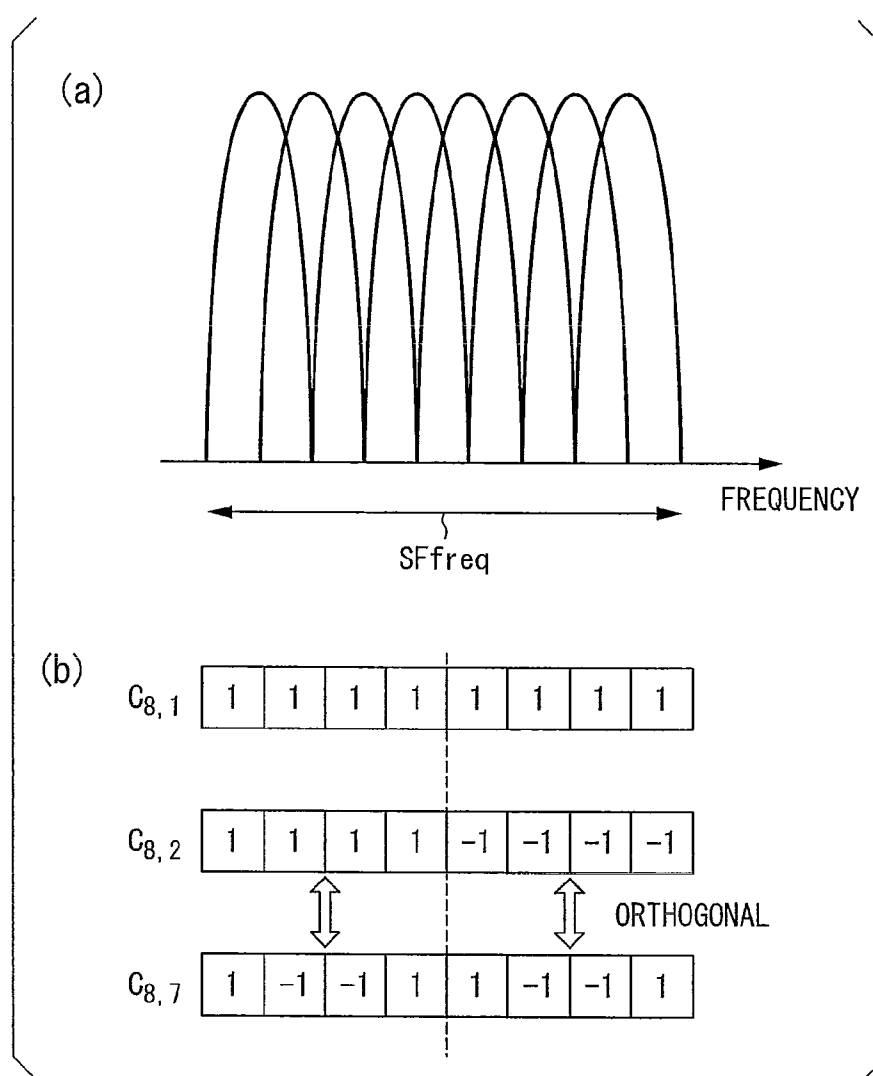 (a)
FREQUENCY
SFfreq
(b)
C8,1 1 1 1 1 1 1 1 1
C8,2 1 1 1 1 -1 -1 -1 -1
ORTHOGONAL
C8,7 1 -1 -1 1 1 -1 -1 1